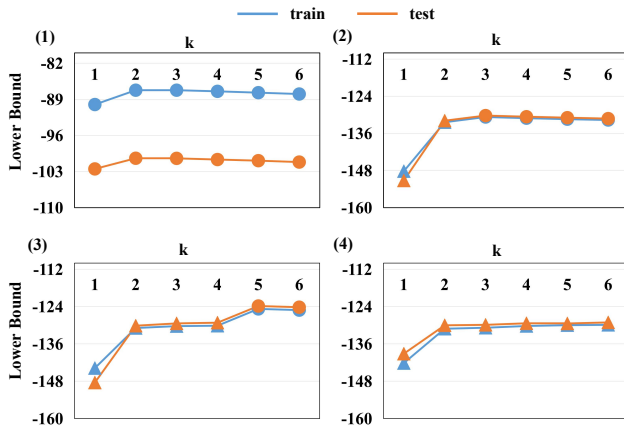 train test
(1) k
Lower Bound
-82
-89
-96
-103
-110
1 2 3 4 5 6
(2) k
-112
-124
-136
-148
-160
1 2 3 4 5 6
(3) k
Lower Bound
-112
-124
-136
-148
-160
1 2 3 4 5 6
(4) k
-112
-124
-136
-148
-160
1 2 3 4 5 6